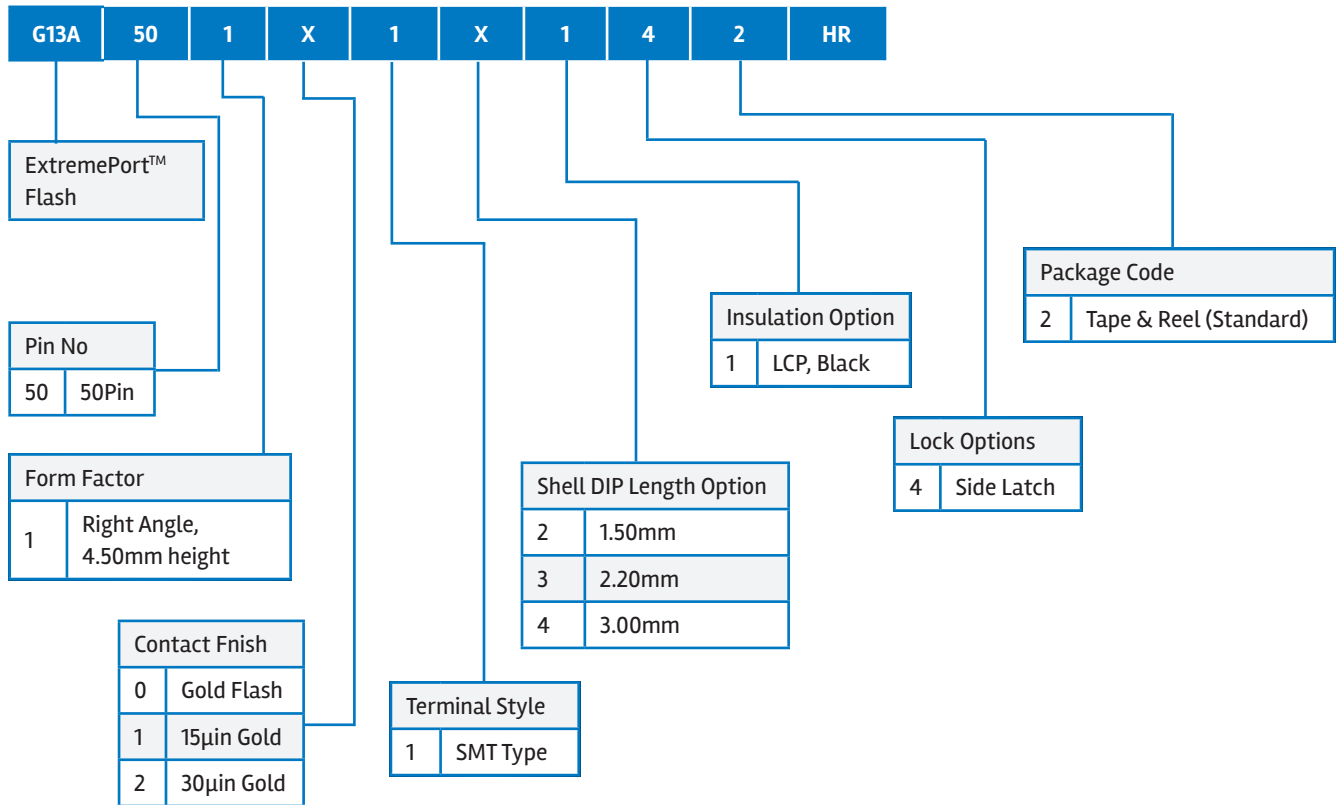 G13A 50 1 X 1 X 1 4 2 HR
ExtremePort™
Flash
Pin No
50 50Pin
Form Factor
1 Right Angle,
4.50mm height
Contact Fnish
0 Gold Flash
1 15µin Gold
2 30µin Gold
Terminal Style
1 SMT Type
Shell DIP Length Option
2 1.50mm
3 2.20mm
4 3.00mm
Insulation Option
1 LCP, Black
Lock Options
4 Side Latch
Package Code
2 Tape & Reel (Standard)